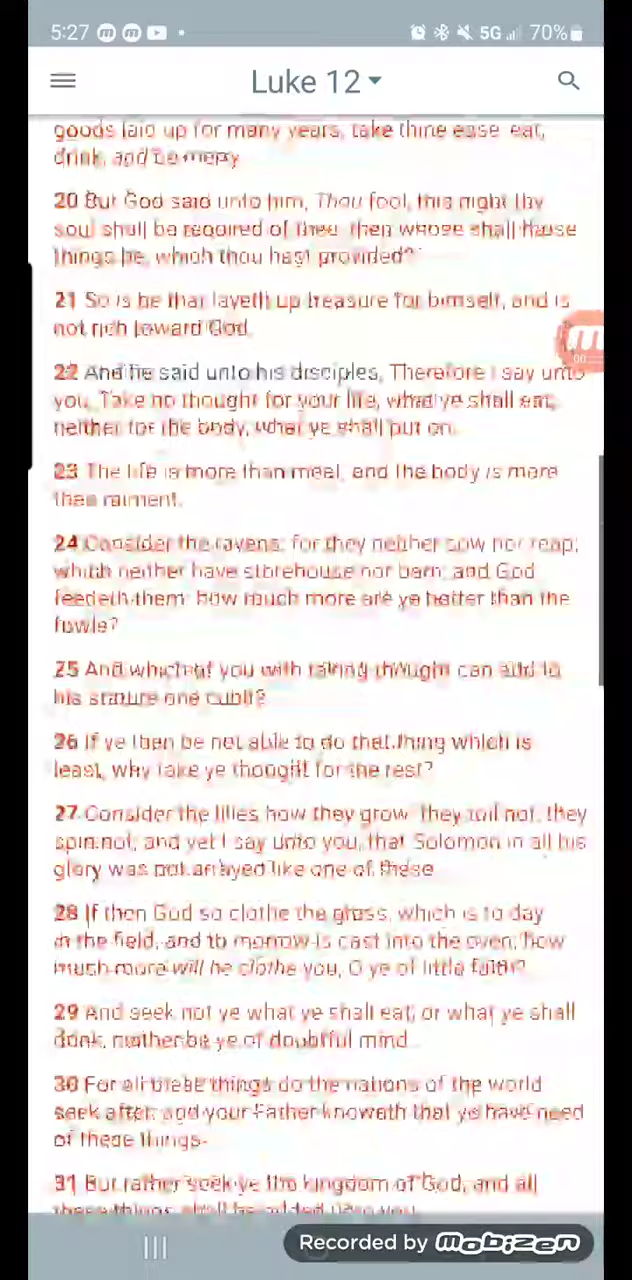 5:27
5G
70%
Luke 12
goods laid up for many years, take thine ease, eat,
drink, and be merry.
20 But God said unto him, Thou fool, this night thy
soul shall be required of thee: then whose shall those
things be, which thou hast provided?
21 So is he that layeth up treasure for himself, and is
not rich toward God.
22 And he said unto his disciples, Therefore I say unto
you, Take no thought for your life, what ye shall eat;
neither for the body, what ye shall put on.
23 The life is more than meat, and the body is more
than raiment.
24 Consider the ravens: for they neither sow nor reap;
which neither have storehouse nor barn; and God
feedeth them: how much more are ye better than the
fowls?
25 And which of you with taking thought can add to
his stature one cubit?
26 If ye then be not able to do that thing which is
least, why take ye thought for the rest?
27 Consider the lilies how they grow: they toil not, they
spin not; and yet I say unto you, that Solomon in all his
glory was not arrayed like one of these.
28 If then God so clothe the grass, which is to day
in the field, and to morrow is cast into the oven; how
much more will he clothe you, O ye of little faith?
29 And seek not ye what ye shall eat, or what ye shall
drink, neither be ye of doubtful mind.
30 For all these things do the nations of the world
seek after: and your Father knoweth that ye have need
of these things.
31 But rather seek ye the kingdom of God; and all
these things shall be added unto you.
Recorded by mobizen